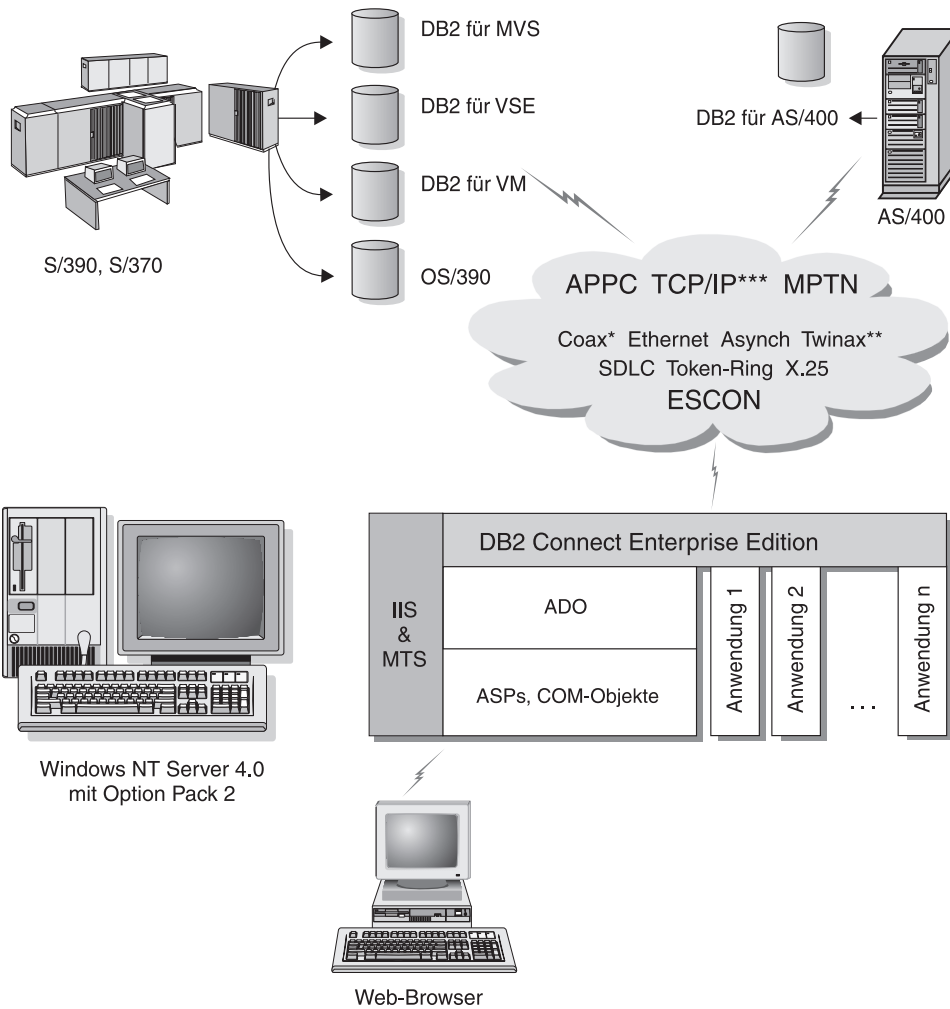 DB2 für MVS
DB2 für VSE
DB2 für VM
OS/390
S/390, S/370
DB2 für AS/400
AS/400
APPC TCP/IP*** MPTN
Coax* Ethernet Asynch Twinax**
SDLC Token-Ring X.25
ESCON
Windows NT Server 4.0
mit Option Pack 2
IIS
&
MTS
DB2 Connect Enterprise Edition
ADO
ASPs, COM-Objekte
Anwendung 1
Anwendung 2
...
Anwendung n
Web-Browser